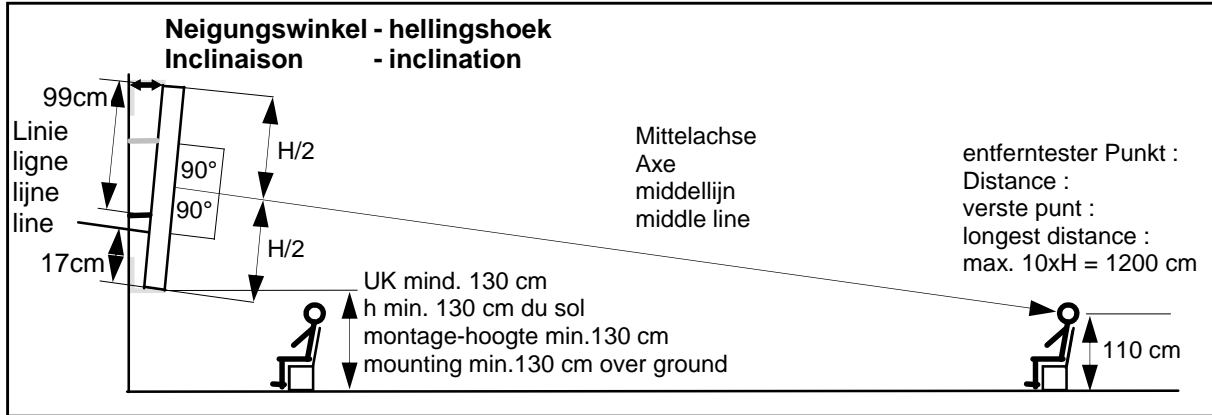 Neigungswinkel - hellingshoek
Inclinaison - inclination
99cm
Linie
ligne
lijne
line
17cm
90°
90°
H/2
H/2
Mittelachse
Axe
middellijn
middle line
entferntester Punkt :
Distance :
verste punt :
longest distance :
max. 10xH = 1200 cm
UK mind. 130 cm
h min. 130 cm du sol
montage-hoogte min.130 cm
mounting min.130 cm over ground
110 cm